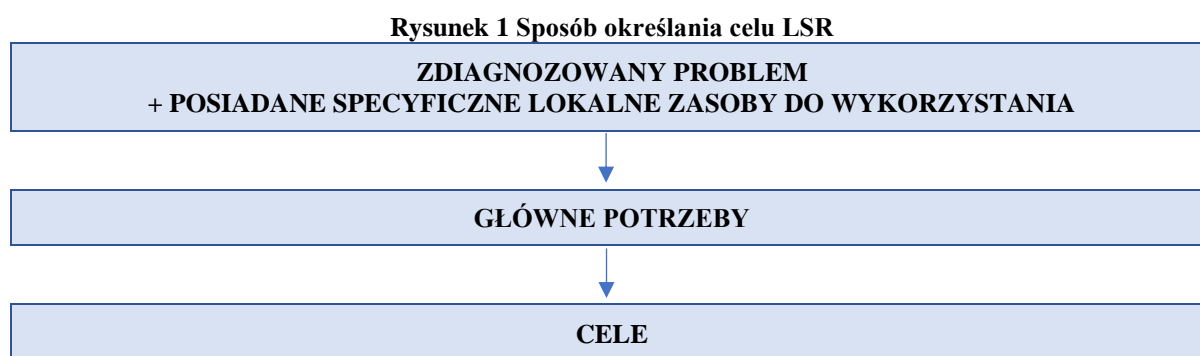 Rysunek 1 Sposób określania celu LSR
ZDIAGNOZOWANY PROBLEM
+ POSIADANE SPECYFICZNE LOKALNE ZASOBY DO WYKORZYSTANIA
GŁÓWNE POTRZEBY
CELE